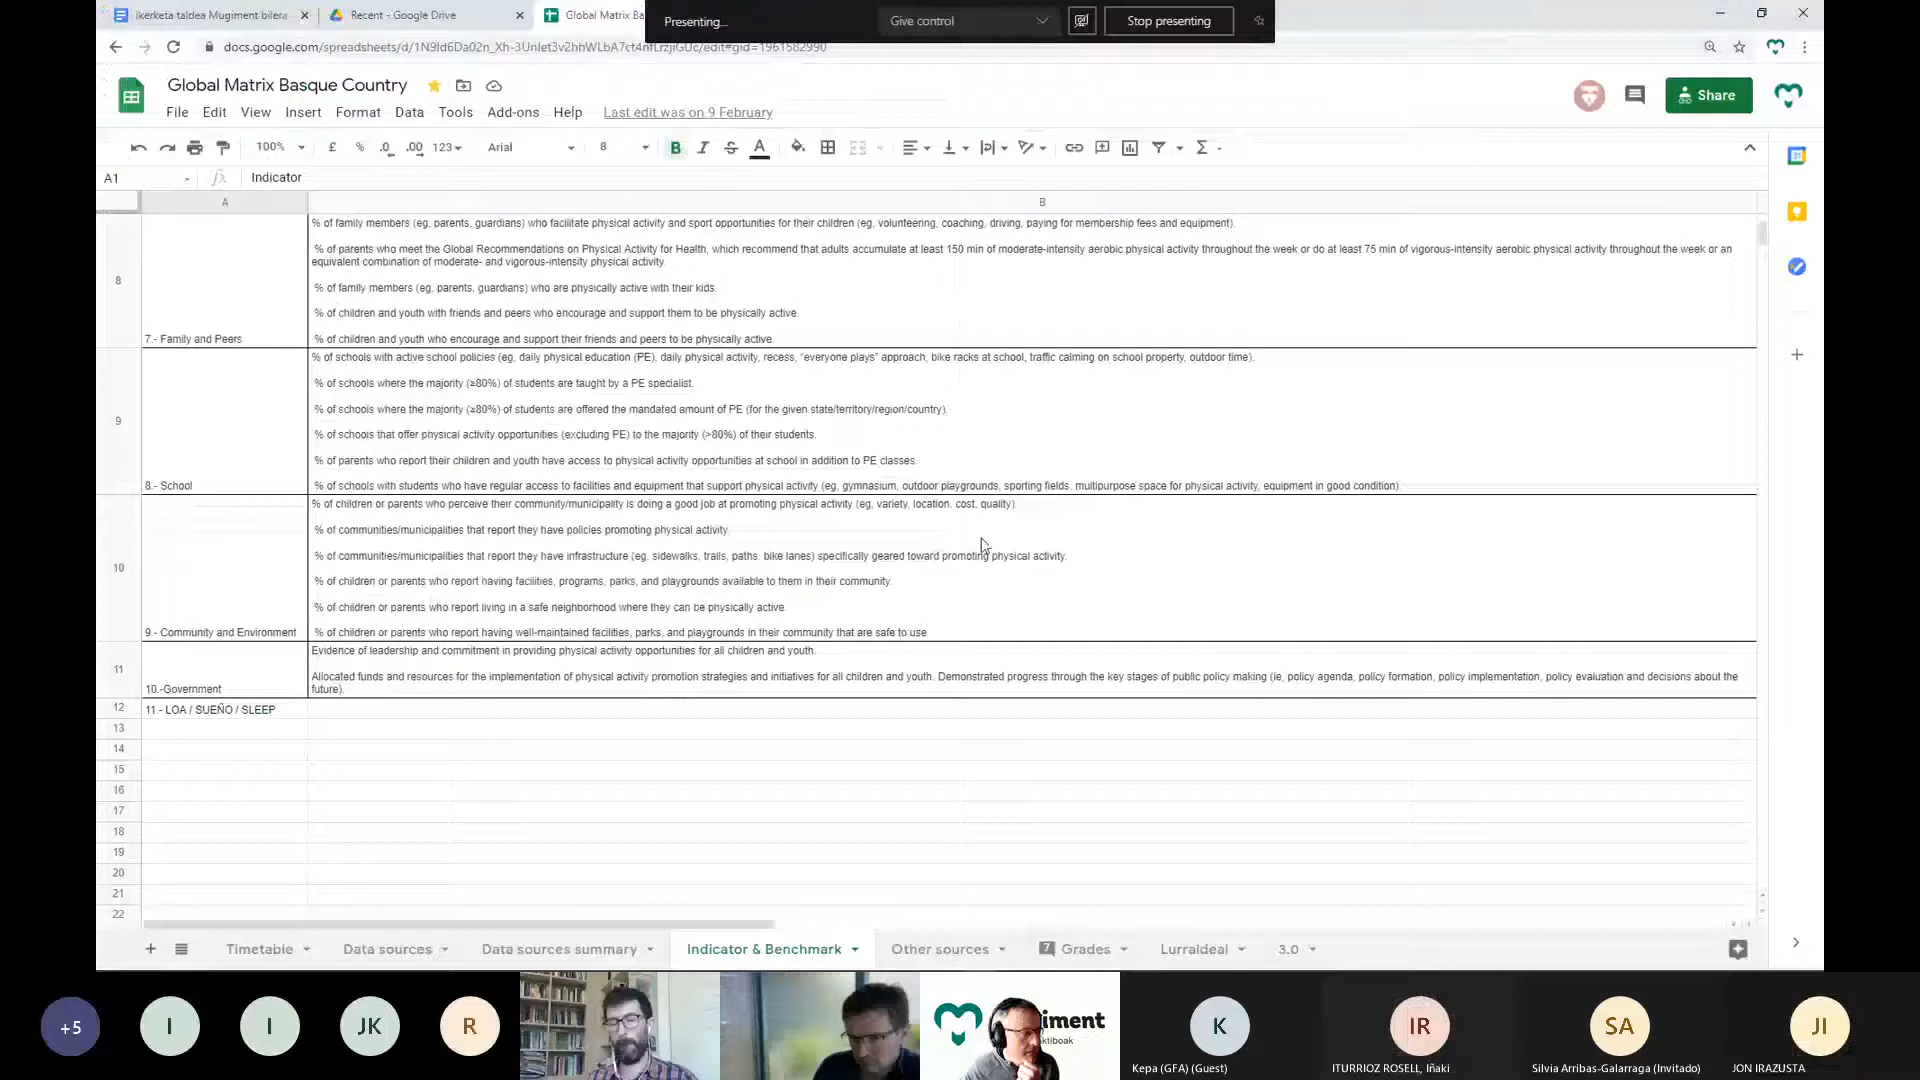 Ikerketa taldea Mugiment bilera
Recent - Google Drive
Global Matrix Ba
Presenting...
Give control
Stop presenting
docs.google.com/spreadsheets/d/
Global Matrix Basque Country
File Edit View Insert Format Data Tools Add-ons Help Last edit was on 9 February
Share
100% £ % .0 .00 123 Arial 8 B I S A
A1 fx Indicator
A B
8
% of family members (eg, parents, guardians) who facilitate physical activity and sport opportunities for their children (eg, volunteering, coaching, driving, paying for membership fees and equipment).
% of parents who meet the Global Recommendations on Physical Activity for Health, which recommend that adults accumulate at least 150 min of moderate-intensity aerobic physical activity throughout the week or do at least 75 min of vigorous-intensity aerobic physical activity throughout the week or an
equivalent combination of moderate- and vigorous-intensity physical activity.
% of family members (eg, parents, guardians) who are physically active with their kids.
% of children and youth with friends and peers who encourage and support them to be physically active.
7.- Family and Peers % of children and youth who encourage and support their friends and peers to be physically active.
9
% of schools with active school policies (eg, daily physical education (PE), daily physical activity, recess, “everyone plays” approach, bike racks at school, traffic calming on school property, outdoor time).
% of schools where the majority (≥80%) of students are taught by a PE specialist.
% of schools where the majority (≥80%) of students are offered the mandated amount of PE (for the given state/territory/region/country).
% of schools that offer physical activity opportunities (excluding PE) to the majority (>80%) of their students.
% of parents who report their children and youth have access to physical activity opportunities at school in addition to PE classes.
8.- School % of schools with students who have regular access to facilities and equipment that support physical activity (eg, gymnasium, outdoor playgrounds, sporting fields, multipurpose space for physical activity, equipment in good condition).
10
% of children or parents who perceive their community/municipality is doing a good job at promoting physical activity (eg, variety, location, cost, quality).
% of communities/municipalities that report they have policies promoting physical activity.
% of communities/municipalities that report they have infrastructure (eg, sidewalks, trails, paths, bike lanes) specifically geared toward promoting physical activity.
% of children or parents who report having facilities, programs, parks, and playgrounds available to them in their community.
% of children or parents who report living in a safe neighborhood where they can be physically active.
9.- Community and Environment % of children or parents who report having well-maintained facilities, parks, and playgrounds in their community that are safe to use
11
Evidence of leadership and commitment in providing physical activity opportunities for all children and youth.
Allocated funds and resources for the implementation of physical activity promotion strategies and initiatives for all children and youth. Demonstrated progress through the key stages of public policy making (ie, policy agenda, policy formation, policy implementation, policy evaluation and decisions about the
10.-Government future).
12 11 - LOA / SUEÑO / SLEEP
13
14
15
16
17
18
19
20
21
22
Timetable Data sources Data sources summary Indicator & Benchmark Other sources 7 Grades Lurraldeal 3.0
+5 I I JK R K IR SA JI
iment
aktiboak
Kepa (GFA) (Guest) ITURRIOZ ROSELL, Iñaki Silvia Arribas-Galarraga (Invitado) JON IRAZUSTA